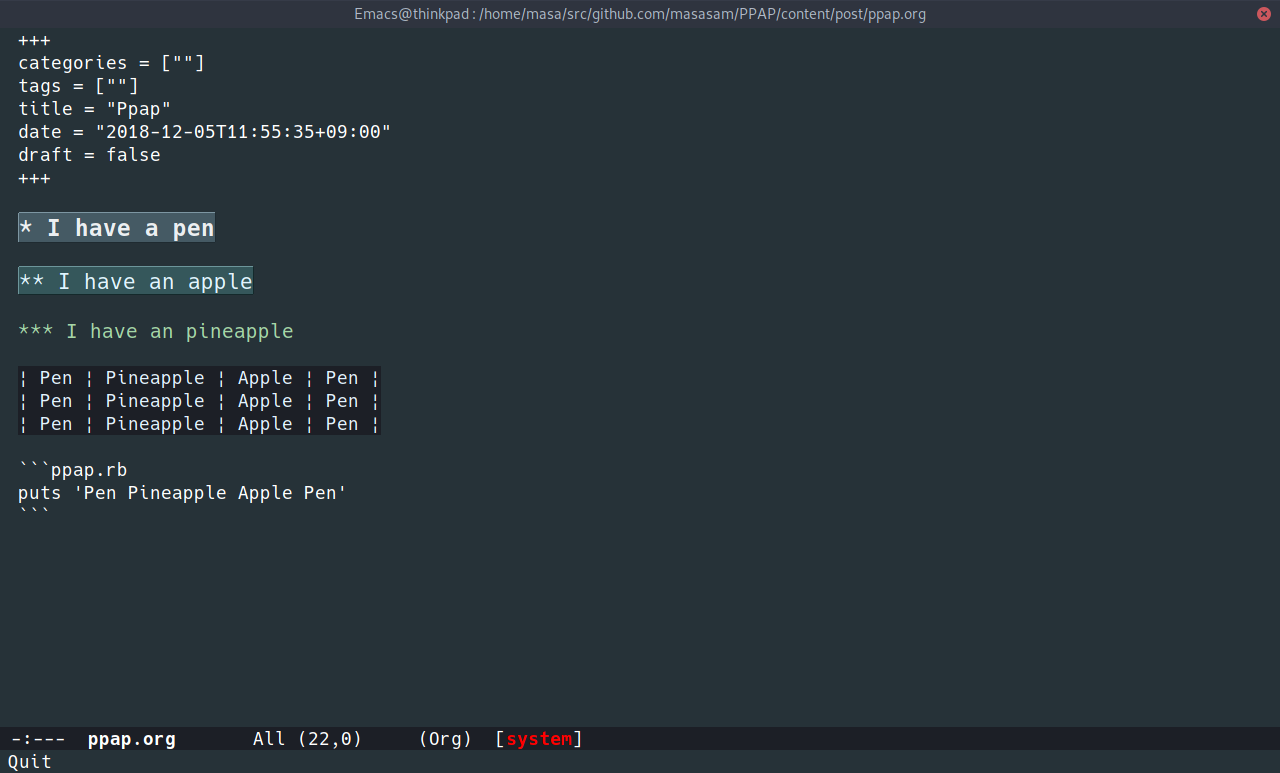 Emacs@thinkpad: /home/masa/src/github.com/masasam/PPAP/content/post/ppap.org
+++
categories = [""]
tags = [""]
title = "Ppap"
date = "2018-12-05T11:55:35+09:00"
draft = false
+++
* I have a pen
** I have an apple
*** I have an pineapple
¦ Pen ¦ Pineapple ¦ Apple ¦ Pen ¦
¦ Pen ¦ Pineapple ¦ Apple ¦ Pen ¦
¦ Pen ¦ Pineapple ¦ Apple ¦ Pen ¦
```ppap.rb
puts 'Pen Pineapple Apple Pen'
```
-:---  ppap.org       All (22,0)     (Org)  [system]
Quit